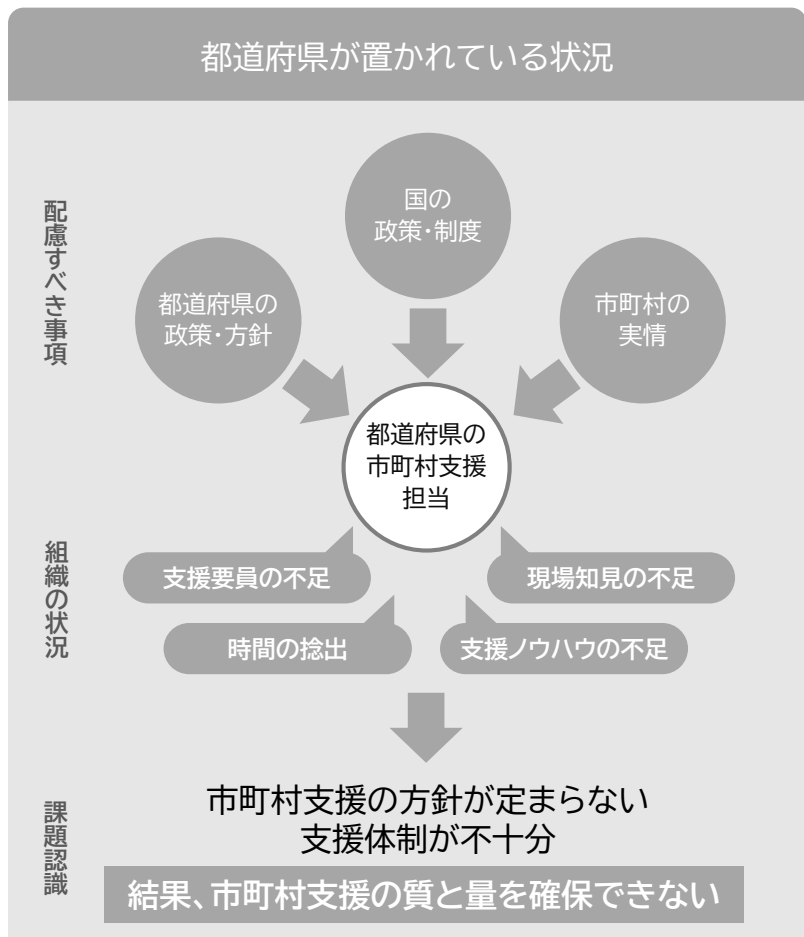 都道府県が置かれている状況
配慮すべき事項
国の
政策・制度
都道府県の
政策・方針
市町村の
実情
都道府県の
市町村支援
担当
組織の状況
支援要員の不足
現場知見の不足
時間の捻出
支援ノウハウの不足
課題認識
市町村支援の方針が定まらない
支援体制が不十分
結果、市町村支援の質と量を確保できない